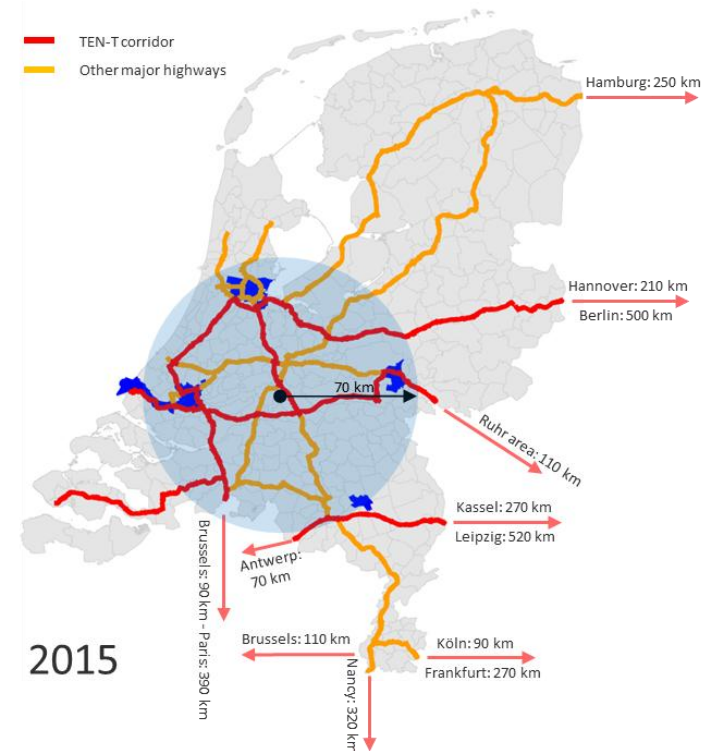 TEN-T corridor
Other major highways
Hamburg: 250 km
Hannover: 210 km
Berlin: 500 km
70 km
Ruhr area: 110 km
Kassel: 270 km
Leipzig: 520 km
Antwerp:
70 km
Brussels: 90 km - Paris: 390 km
Brussels: 110 km
Köln: 90 km
Frankfurt: 270 km
Nancy: 320 km
2015